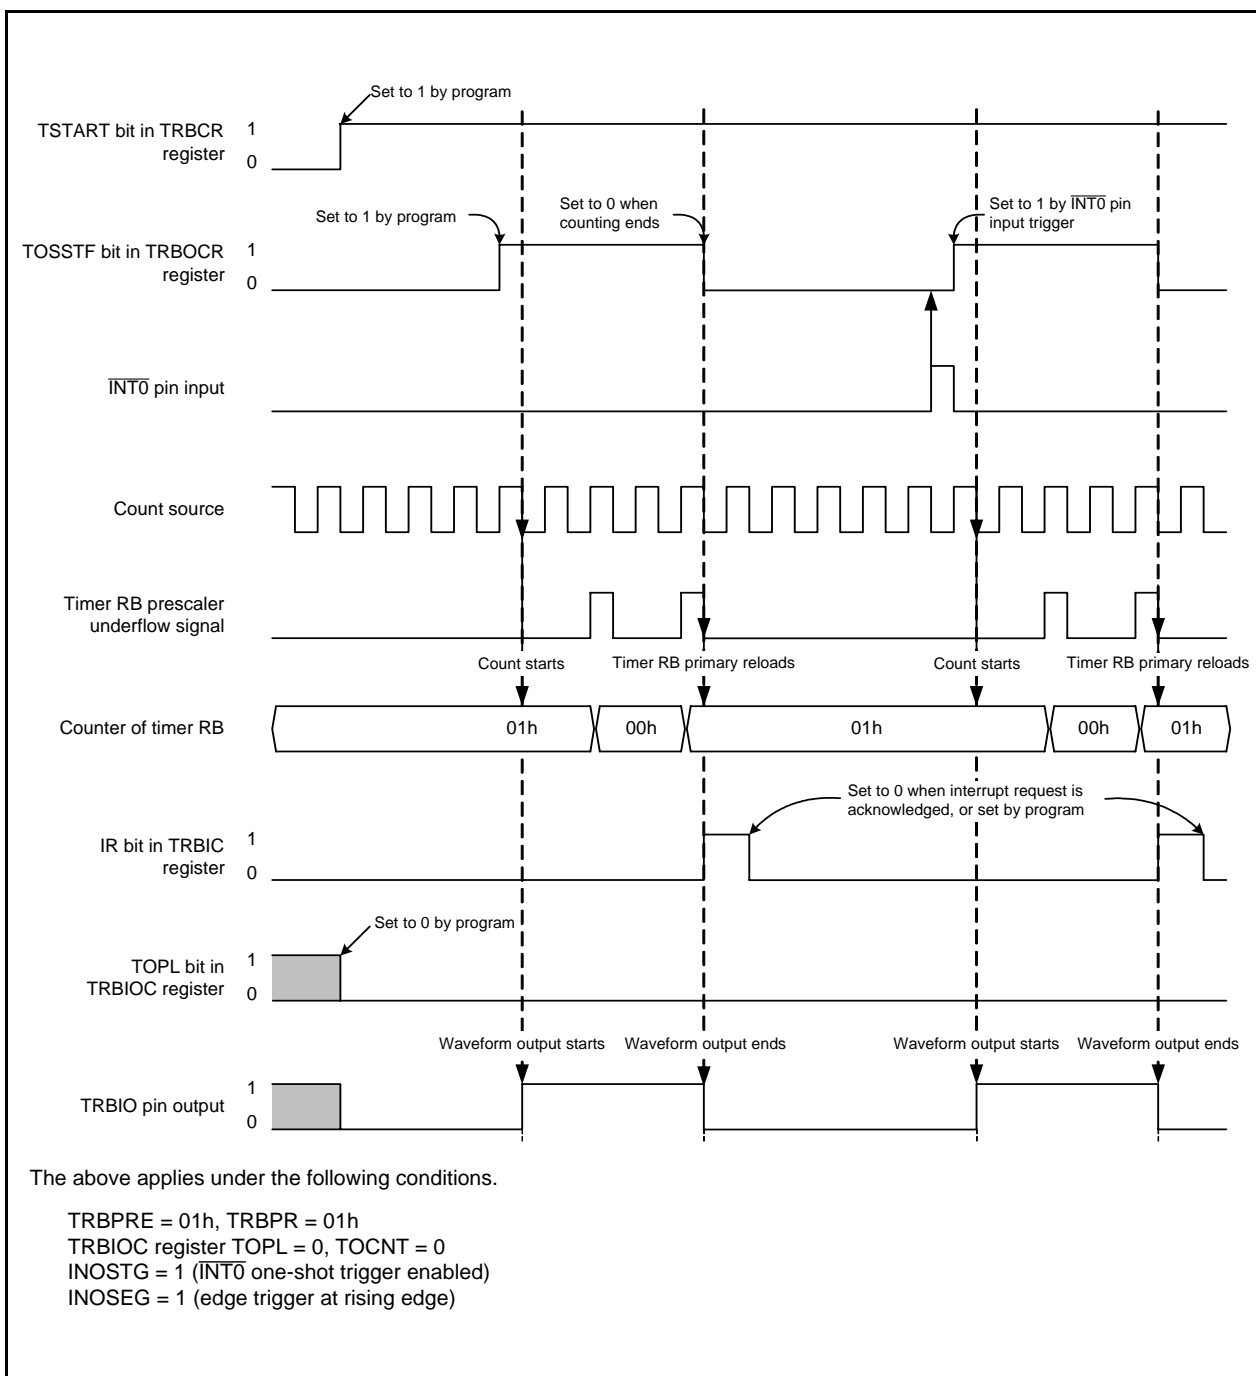 Set to 1 by program
TSTART bit in TRBCR
register
1
0
Set to 1 by program
Set to 0 when
counting ends
Set to 1 by INT0 pin
input trigger
TOSSTF bit in TRBOCR
register
1
0
INT0 pin input
Count source
Timer RB prescaler
underflow signal
Count starts
Timer RB primary reloads
Count starts
Timer RB primary reloads
Counter of timer RB
01h
00h
01h
00h
01h
Set to 0 when interrupt request is
acknowledged, or set by program
IR bit in TRBIC
register
1
0
Set to 0 by program
TOPL bit in
TRBIOC register
1
0
Waveform output starts
Waveform output ends
Waveform output starts
Waveform output ends
TRBIO pin output
1
0
The above applies under the following conditions.
TRBPRE = 01h, TRBPR = 01h
TRBIOC register TOPL = 0, TOCNT = 0
INOSTG = 1 (INT0 one-shot trigger enabled)
INOSEG = 1 (edge trigger at rising edge)